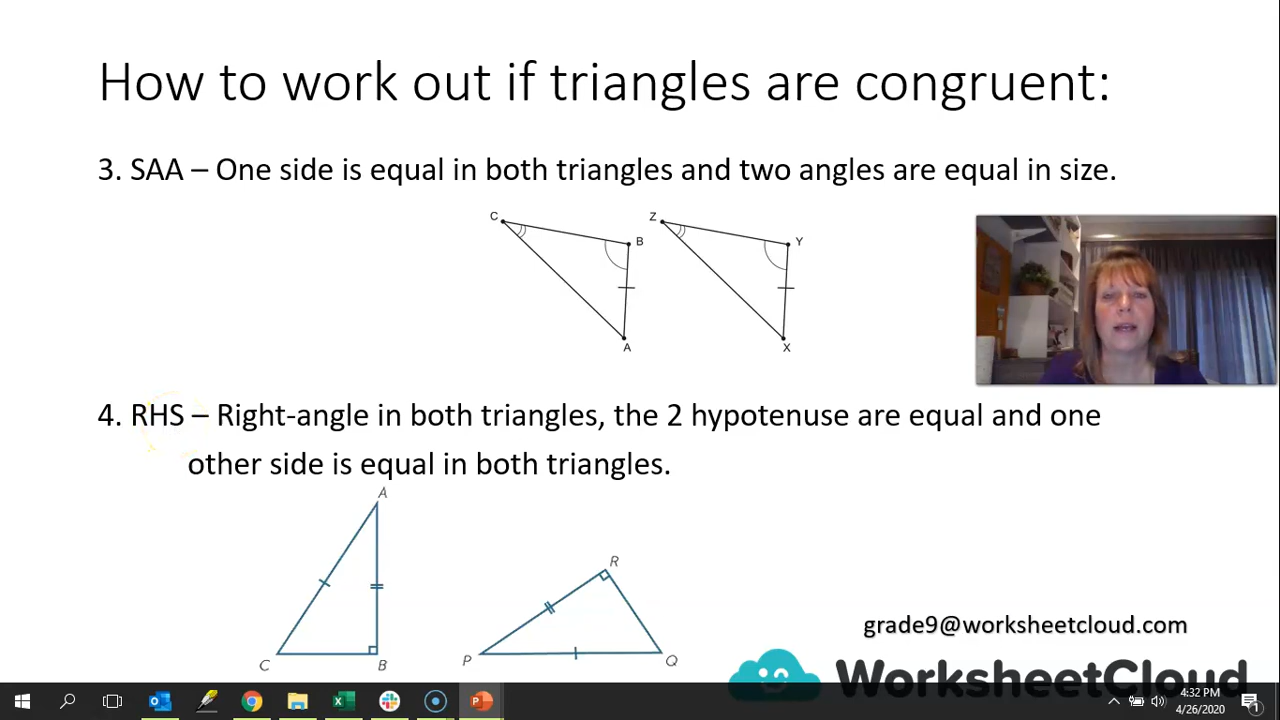 How to work out if triangles are congruent:
3. SAA – One side is equal in both triangles and two angles are equal in size.
C
B
A
Z
Y
X
4. RHS – Right-angle in both triangles, the 2 hypotenuse are equal and one
other side is equal in both triangles.
A
C
B
R
P
Q
grade9@worksheetcloud.com
WorksheetCloud
4:32 PM
4/26/2020
1